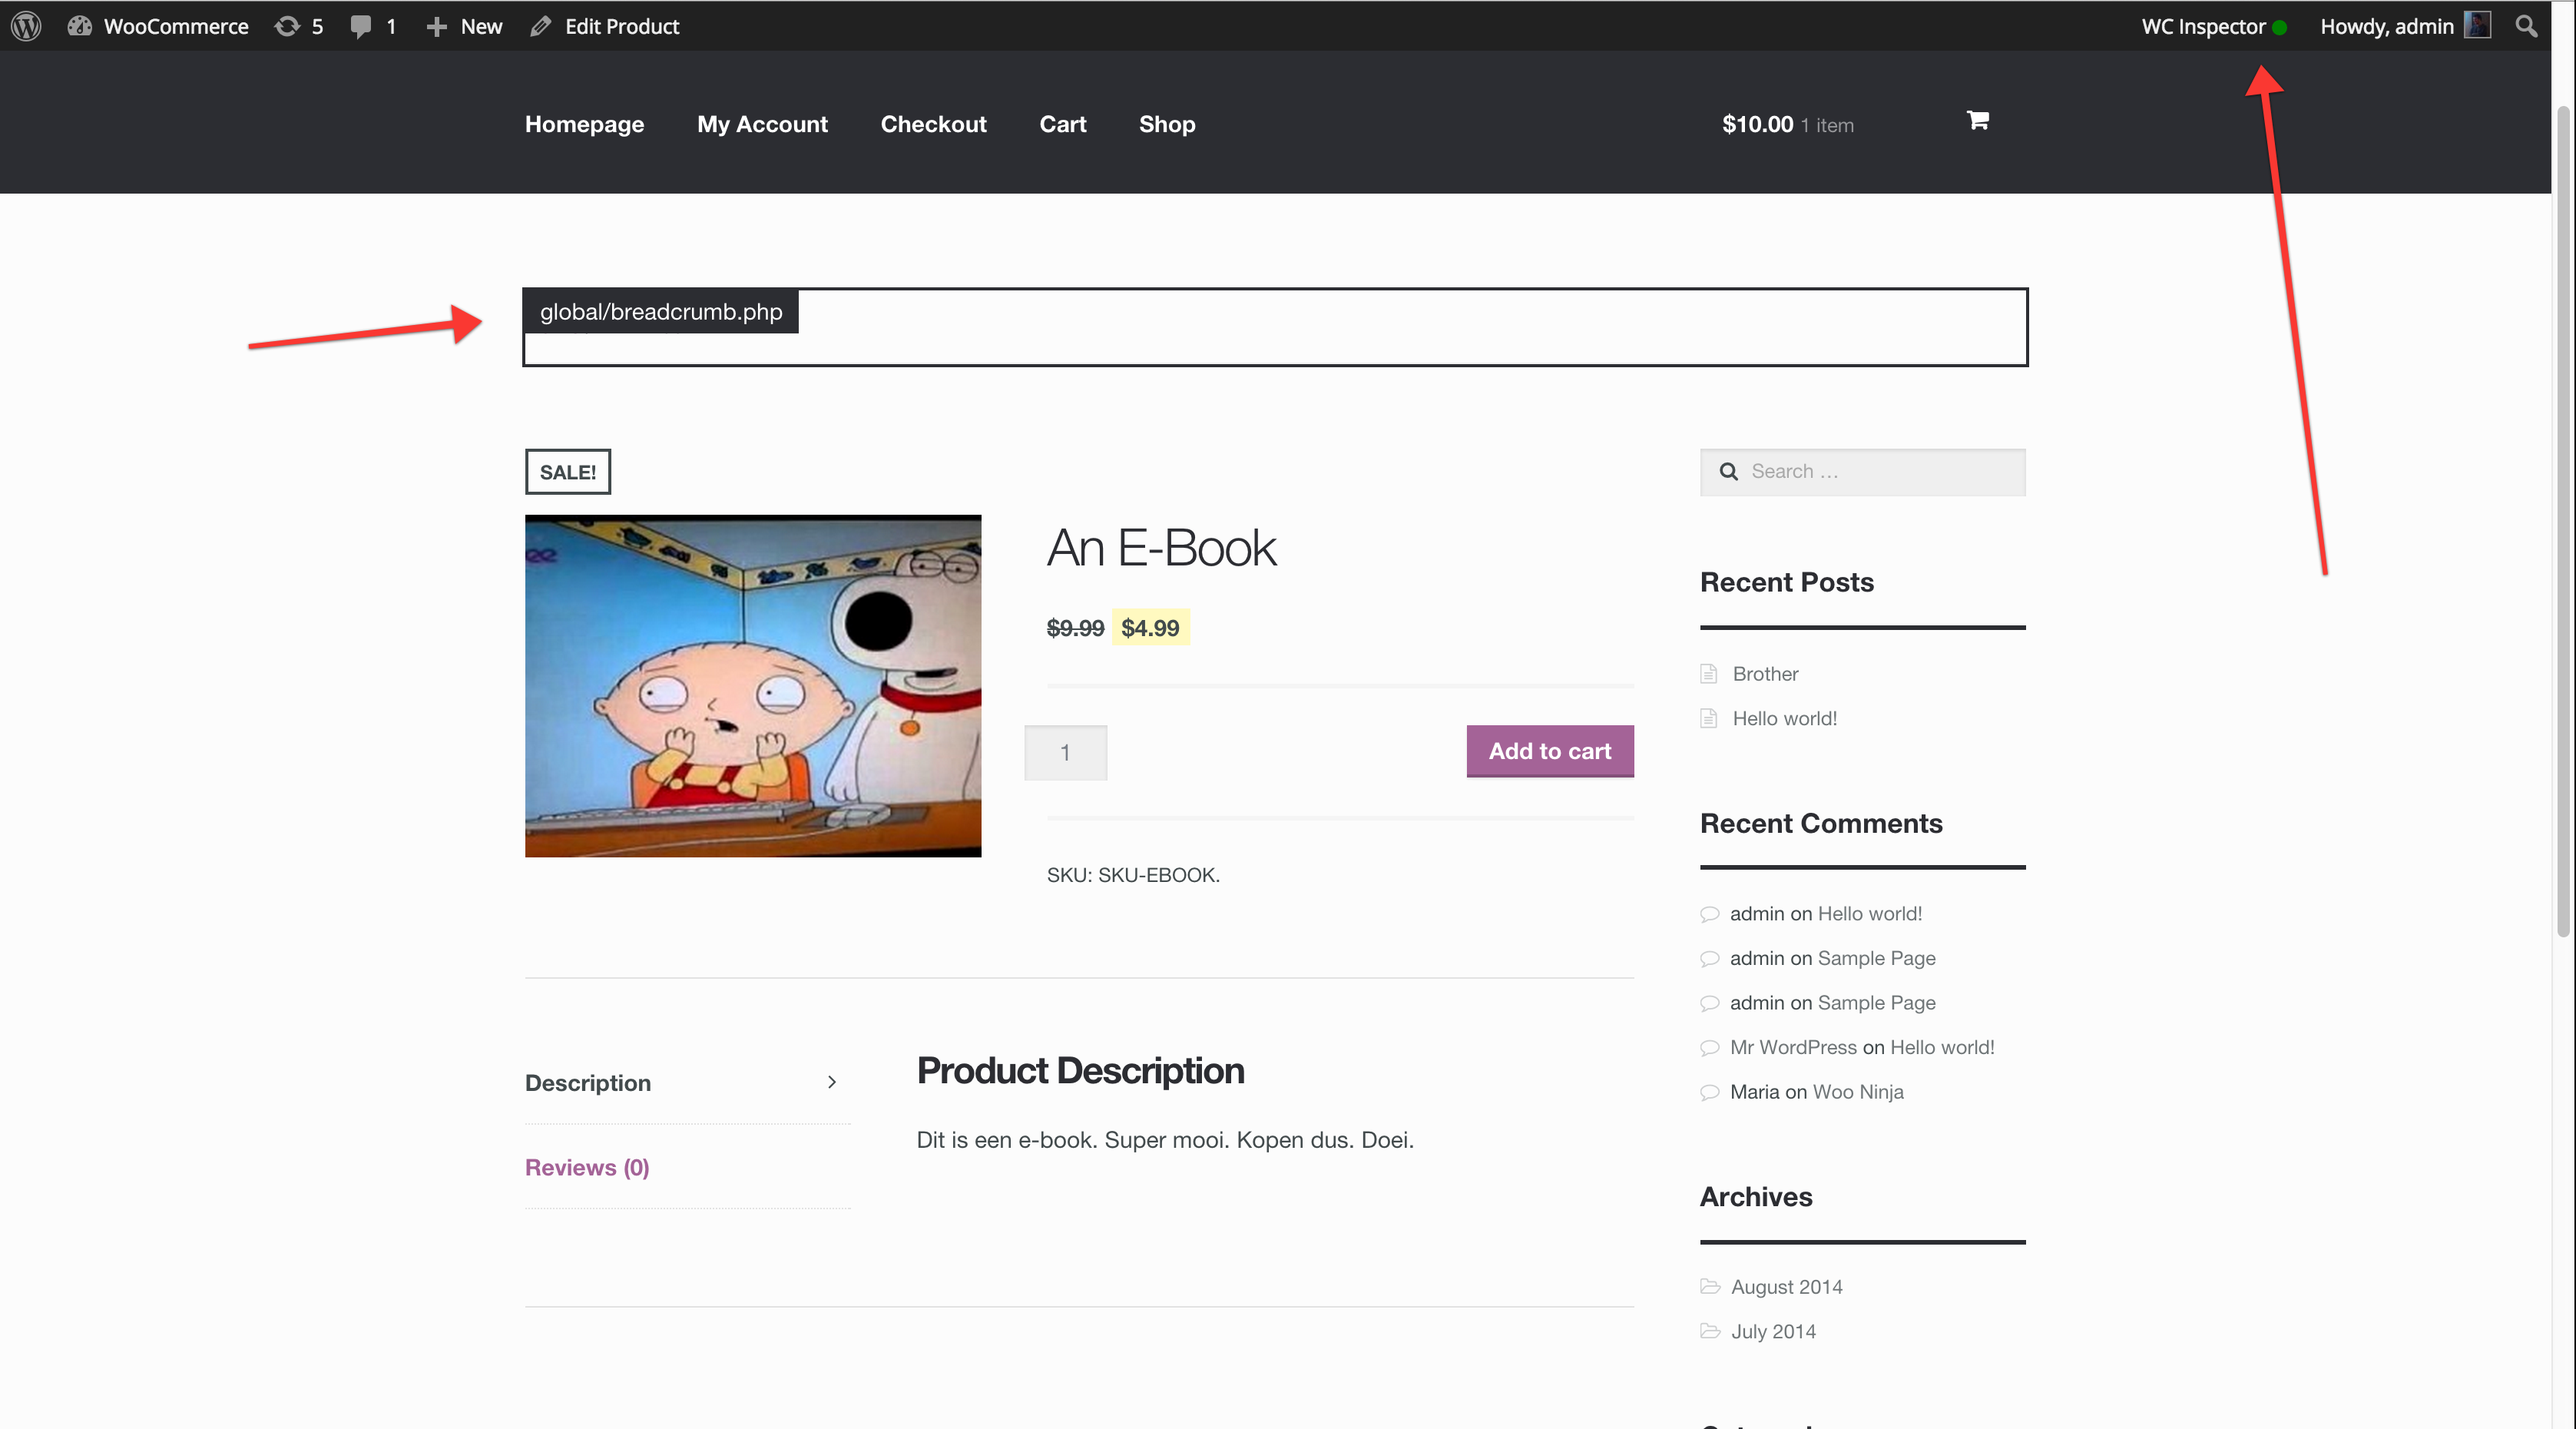 WooCommerce 5 1 New Edit Product WC Inspector Howdy, admin
Homepage My Account Checkout Cart Shop $10.00 1 item
global/breadcrumb.php
SALE!
Search …
An E-Book
$9.99 $4.99
1 Add to cart
SKU: SKU-EBOOK.
Description
Reviews (0)
Product Description
Dit is een e-book. Super mooi. Kopen dus. Doei.
Recent Posts
Brother
Hello world!
Recent Comments
admin on Hello world!
admin on Sample Page
admin on Sample Page
Mr WordPress on Hello world!
Maria on Woo Ninja
Archives
August 2014
July 2014